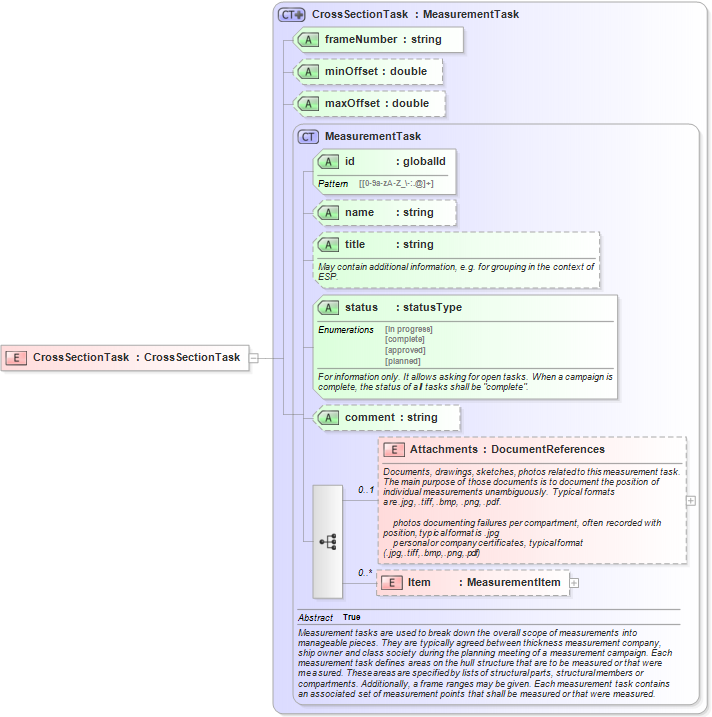 CT CrossSectionTask : MeasurementTask
A frameNumber : string
A minOffset : double
A maxOffset : double
CT MeasurementTask
A id : globalId
Pattern [[0-9a-zA-Z_\-:.@]+]
A name : string
A title : string
May contain additional information, e.g. for grouping in the context of
ESP.
A status : statusType
Enumerations [in progress]
[complete]
[approved]
[planned]
For information only. It allows asking for open tasks. When a campaign is
complete, the status of all tasks shall be "complete".
E CrossSectionTask : CrossSectionTask
A comment : string
E Attachments : DocumentReferences
Documents, drawings, sketches, photos related to this measurement task.
The main purpose of those documents is to document the position of
individual measurements unambiguously. Typical formats
are .jpg, .tiff, .bmp, .png, .pdf.
0..1
photos documenting failures per compartment, often recorded with
position, typical format is .jpg
personal or company certificates, typical format
(.jpg,.tiff,.bmp,.png,.pdf)
0..*
E Item : MeasurementItem
Abstract True
Measurement tasks are used to break down the overall scope of measurements into
manageable pieces. They are typically agreed between thickness measurement company,
ship owner and class society during the planning meeting of a measurement campaign. Each
measurement task defines areas on the hull structure that are to be measured or that were
measured. These areas are specified by lists of structural parts, structural members or
compartments. Additionally, a frame ranges may be given. Each measurement task contains
an associated set of measurement points that shall be measured or that were measured.